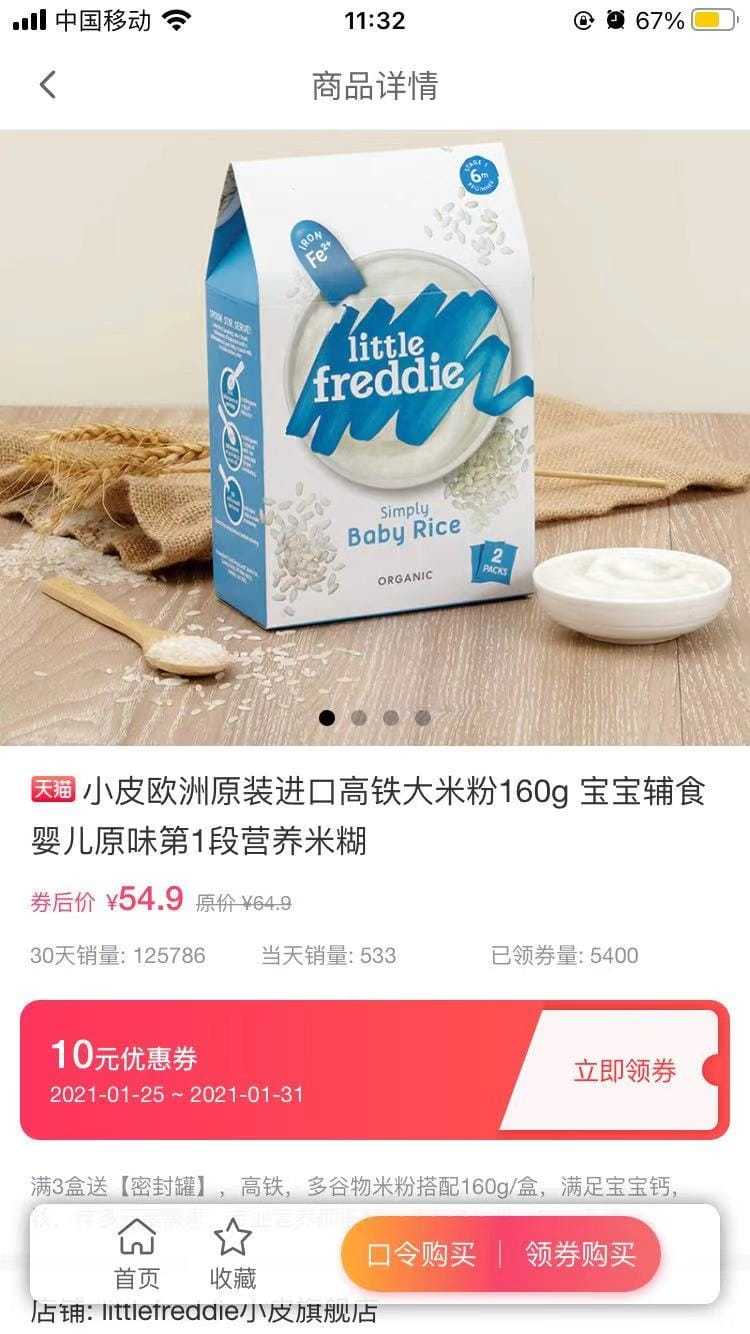 中国移动
11:32
67%
商品详情
STAGE 1
6m
IRON
Fe2+
SPOON STIR SERVE!
little
freddie
Simply
Baby Rice
ORGANIC
2
PACKS
天猫 小皮欧洲原装进口高铁大米粉160g 宝宝辅食
婴儿原味第1段营养米糊
券后价 ¥54.9 原价 ¥64.9
30天销量: 125786 当天销量: 533 已领券量: 5400
10元优惠券
2021-01-25 ~ 2021-01-31
立即领券
满3盒送【密封罐】，高铁，多谷物米粉搭配160g/盒，满足宝宝钙，
首页 收藏 口令购买 领券购买
店铺: littlefreddie小皮旗舰店